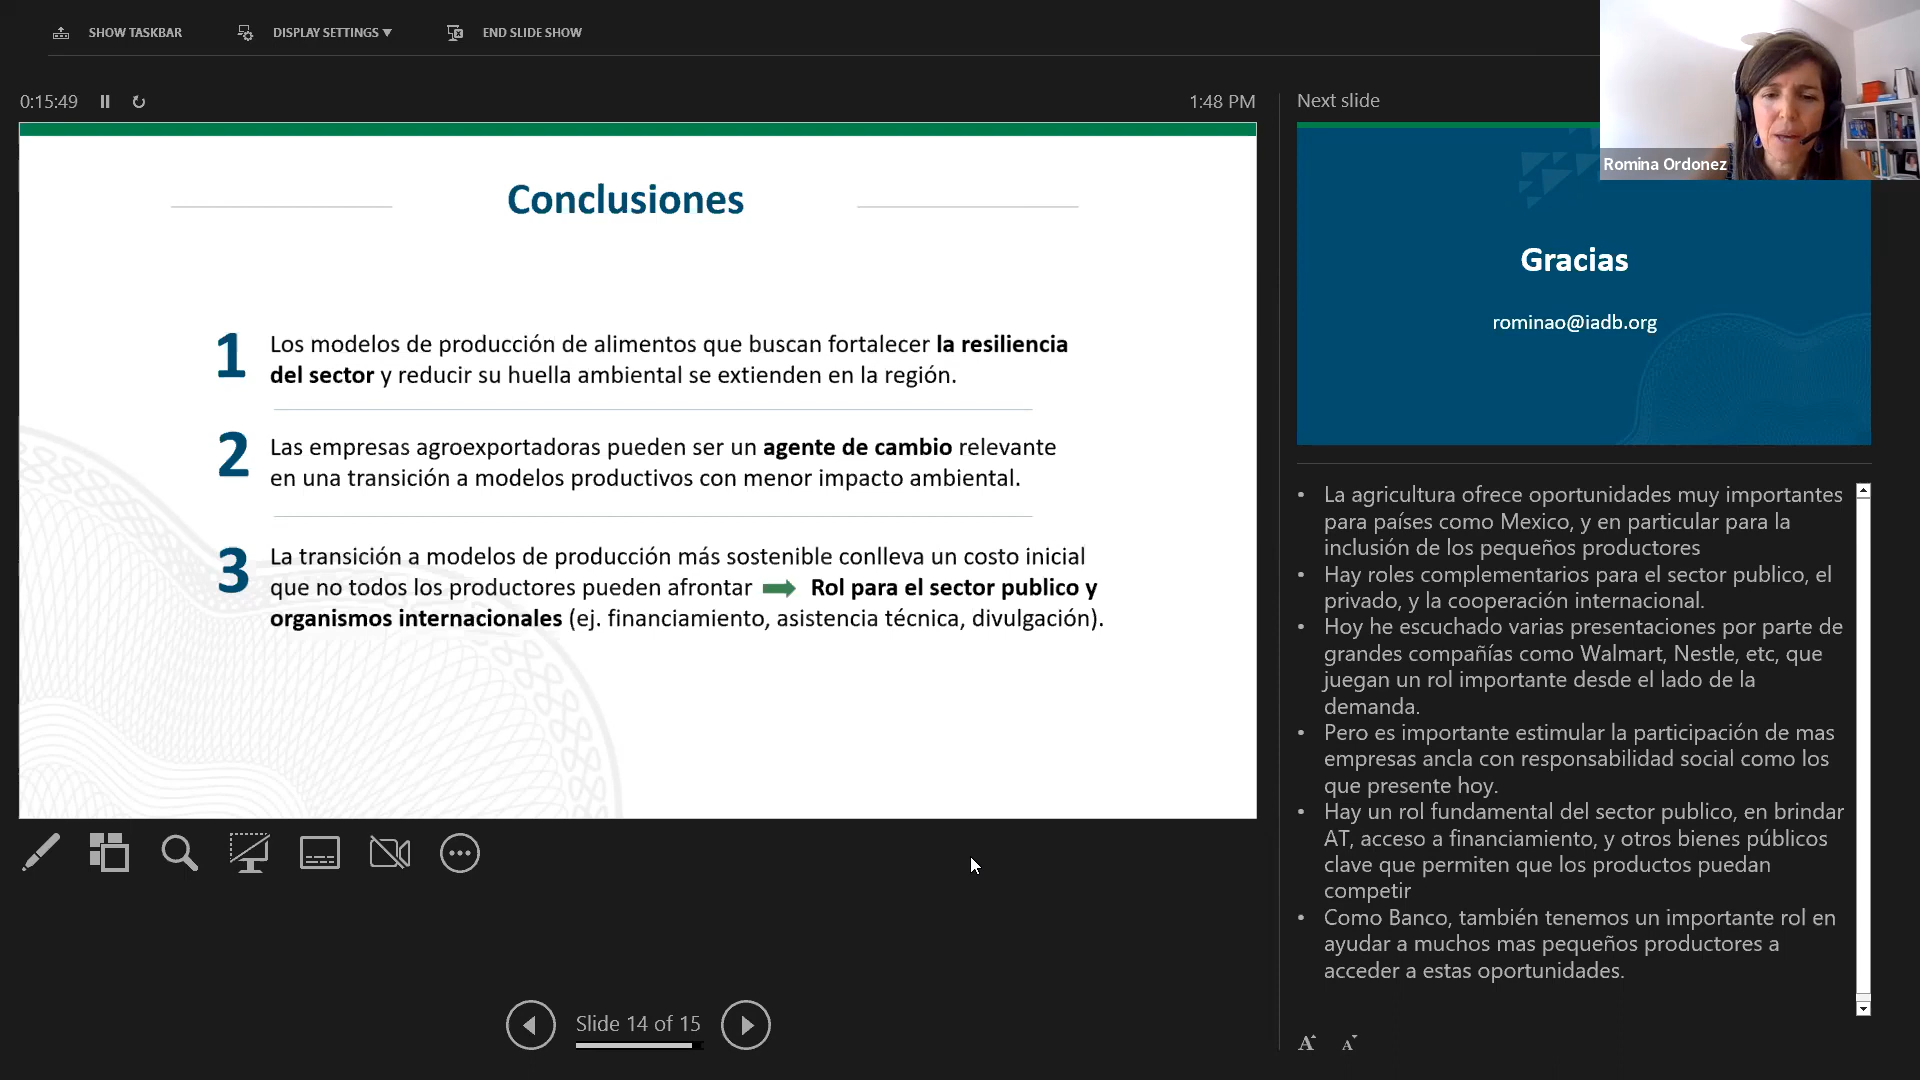 SHOW TASKBAR
DISPLAY SETTINGS ▼
END SLIDE SHOW
0:15:49
1:48 PM
Conclusiones
1
Los modelos de producción de alimentos que buscan fortalecer la resiliencia
del sector y reducir su huella ambiental se extienden en la región.
2
Las empresas agroexportadoras pueden ser un agente de cambio relevante
en una transición a modelos productivos con menor impacto ambiental.
3
La transición a modelos de producción más sostenible conlleva un costo inicial
que no todos los productores pueden afrontar ➡ Rol para el sector publico y
organismos internacionales (ej. financiamiento, asistencia técnica, divulgación).
Slide 14 of 15
Next slide
Romina Ordonez
Gracias
rominao@iadb.org
• La agricultura ofrece oportunidades muy importantes
para países como Mexico, y en particular para la
inclusión de los pequeños productores
• Hay roles complementarios para el sector publico, el
privado, y la cooperación internacional.
• Hoy he escuchado varias presentaciones por parte de
grandes compañías como Walmart, Nestle, etc, que
juegan un rol importante desde el lado de la
demanda.
• Pero es importante estimular la participación de mas
empresas ancla con responsabilidad social como los
que presente hoy.
• Hay un rol fundamental del sector publico, en brindar
AT, acceso a financiamiento, y otros bienes públicos
clave que permiten que los productos puedan
competir
• Como Banco, también tenemos un importante rol en
ayudar a muchos mas pequeños productores a
acceder a estas oportunidades.
A A